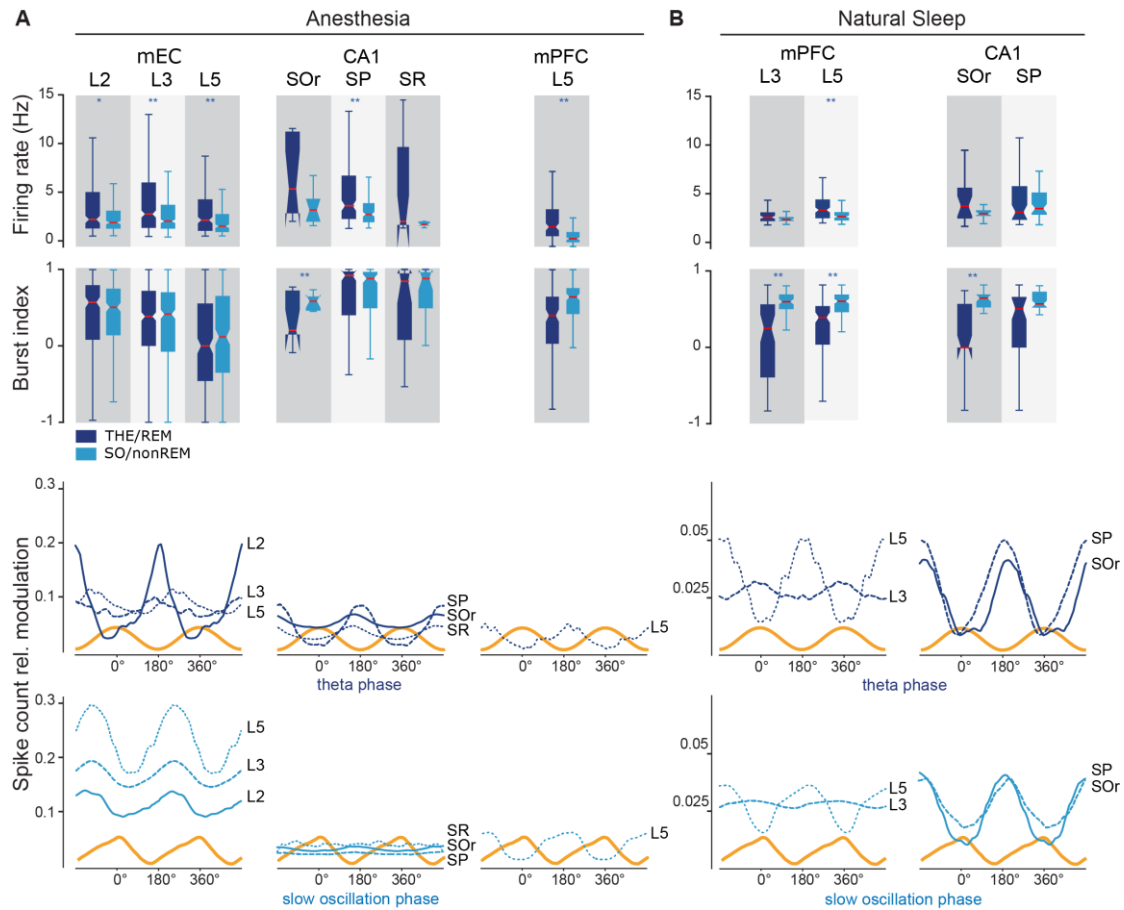 A Anesthesia B Natural Sleep
mEC CA1 mPFC mPFC CA1
L2 L3 L5 SOr SP SR L5 L3 L5 SOr SP
Firing rate (Hz)
15 * ** ** ** ** 15 **
10 10
5 5
0 0
Burst index
1 ** 1 ** ** **
0 0
-1 -1
THE/REM
SO/nonREM
Spike count rel. modulation
0.3
0.2 L2 0.05 L5 SP
SOr
0.1 L3 SP 0.025 L3
L5 SOr
SR L5
0° 180° 360° 0° 180° 360° 0° 180° 360° 0° 180° 360° 0° 180° 360°
theta phase theta phase
0.3
L5
0.2 L3 0.05
L2 L5 SP
0.1 0.025 L3 SOr
SR L5
SOr
SP
0° 180° 360° 0° 180° 360° 0° 180° 360° 0° 180° 360° 0° 180° 360°
slow oscillation phase slow oscillation phase